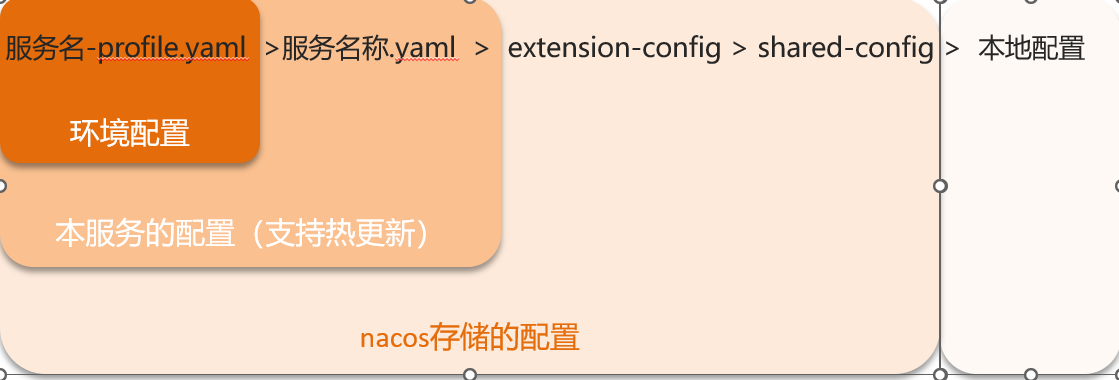 服务名-profile.yaml >服务名称.yaml > extension-config > shared-config > 本地配置
环境配置
本服务的配置（支持热更新）
nacos存储的配置